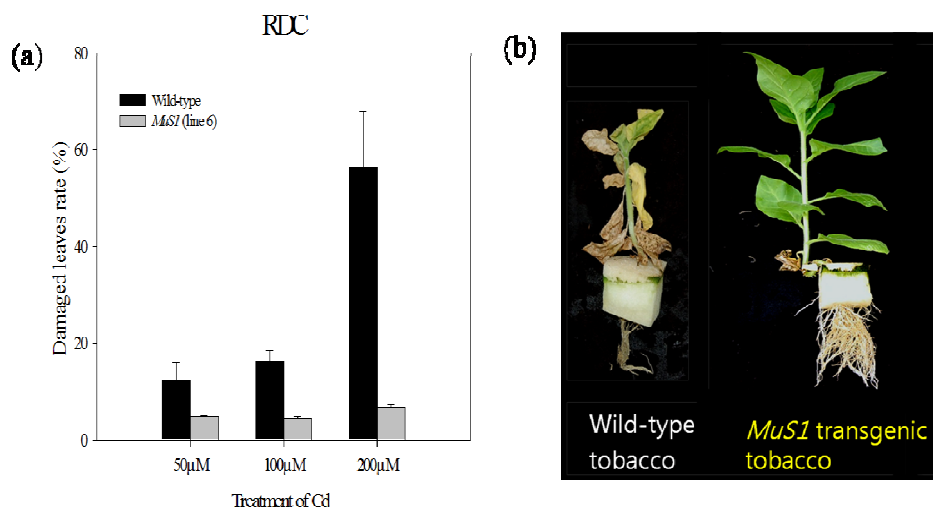 (a)
RDC
80
60
40
20
0
Damaged leaves rate (%)
Wild-type
MuS1 (line 6)
50μM
100μM
200μM
Treatment of Cd
(b)
Wild-type
tobacco
MuS1 transgenic
tobacco